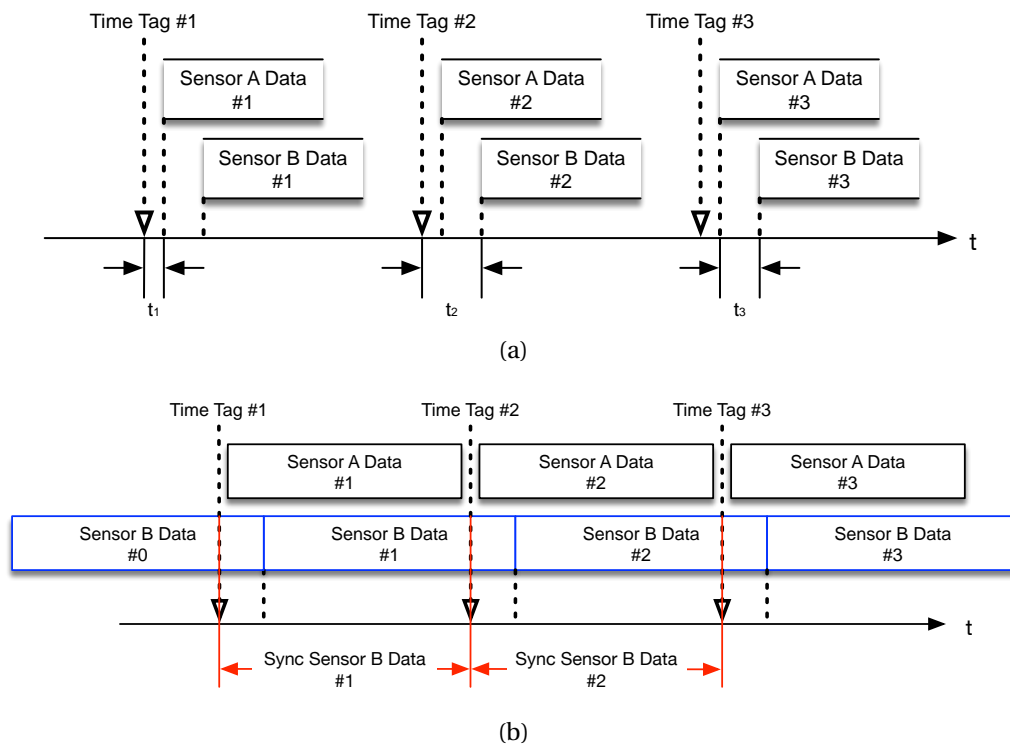 Time Tag #1
Time Tag #2
Time Tag #3
Sensor A Data
#1
Sensor A Data
#2
Sensor A Data
#3
Sensor B Data
#1
Sensor B Data
#2
Sensor B Data
#3
t
t1
t2
t3
(a)
Time Tag #1
Time Tag #2
Time Tag #3
Sensor A Data
#1
Sensor A Data
#2
Sensor A Data
#3
Sensor B Data
#0
Sensor B Data
#1
Sensor B Data
#2
Sensor B Data
#3
t
Sync Sensor B Data
#1
Sync Sensor B Data
#2
(b)